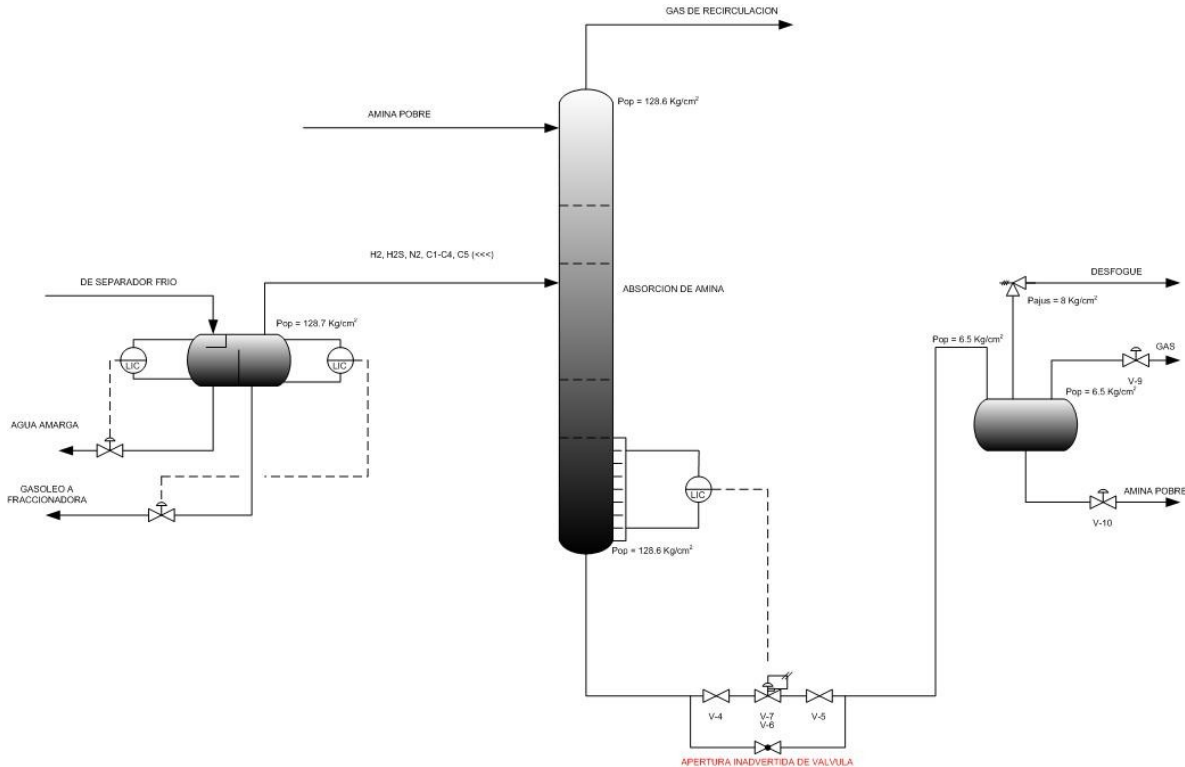 GAS DE RECIRCULACION
Pop = 128.6 Kg/cm²
AMINA POBRE
H2, H2S, N2, C1-C4, C5 (<<<)
DE SEPARADOR FRIO
ABSORCION DE AMINA
DESFOGUE
Pajus = 8 Kg/cm²
Pop = 128.7 Kg/cm²
Pop = 6.5 Kg/cm²
GAS
LIC
LIC
V-9
Pop = 6.5 Kg/cm²
AGUA AMARGA
GASOLEO A
FRACCIONADORA
LIC
AMINA POBRE
V-10
Pop = 128.6 Kg/cm²
V-4
V-7
V-6
V-5
APERTURA INADVERTIDA DE VALVULA